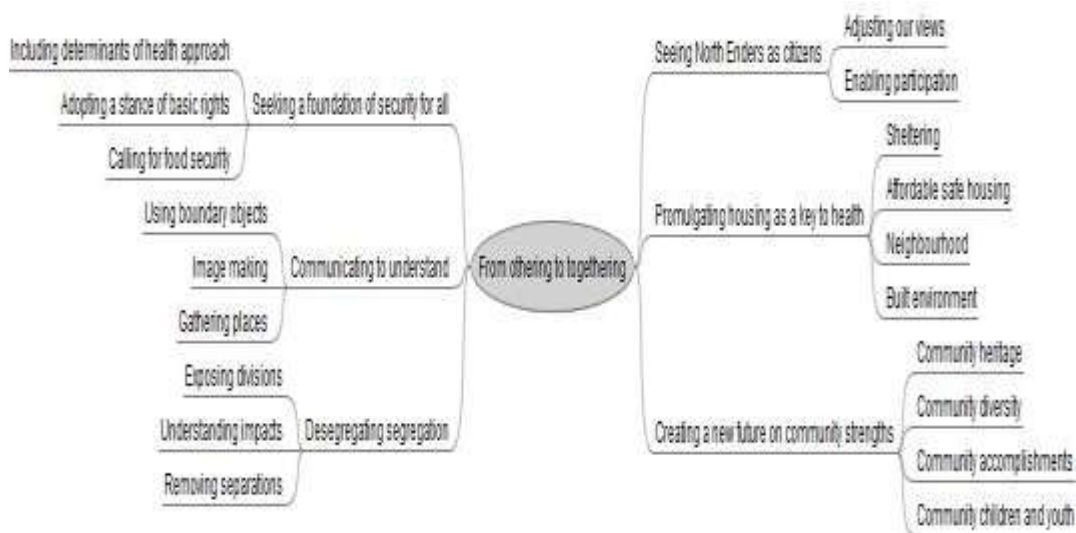 Including determinants of health approach
Adopting a stance of basic rights
Calling for food security
Seeking a foundation of security for all
Using boundary objects
Image making
Gathering places
Communicating to understand
Exposing divisions
Understanding impacts
Removing separations
Desegregating segregation
From othering to togethering
Seeing North Enders as citizens
Adjusting our views
Enabling participation
Promulgating housing as a key to health
Sheltering
Affordable safe housing
Neighbourhood
Built environment
Creating a new future on community strengths
Community heritage
Community diversity
Community accomplishments
Community children and youth